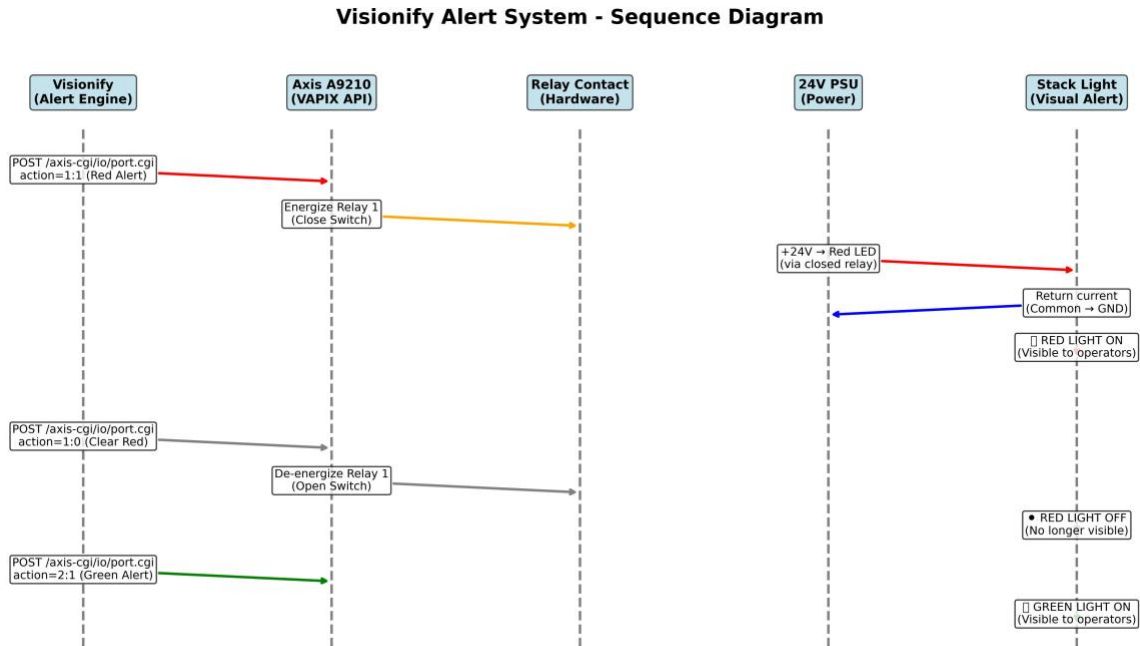 Visionify Alert System - Sequence Diagram
Visionify
(Alert Engine)
Axis A9210
(VAPIX API)
Relay Contact
(Hardware)
24V PSU
(Power)
Stack Light
(Visual Alert)
POST /axis-cgi/io/port.cgi
action=1:1 (Red Alert)
Energize Relay 1
(Close Switch)
+24V → Red LED
(via closed relay)
Return current
(Common → GND)
RED LIGHT ON
(Visible to operators)
POST /axis-cgi/io/port.cgi
action=1:0 (Clear Red)
De-energize Relay 1
(Open Switch)
⚫ RED LIGHT OFF
(No longer visible)
POST /axis-cgi/io/port.cgi
action=2:1 (Green Alert)
GREEN LIGHT ON
(Visible to operators)